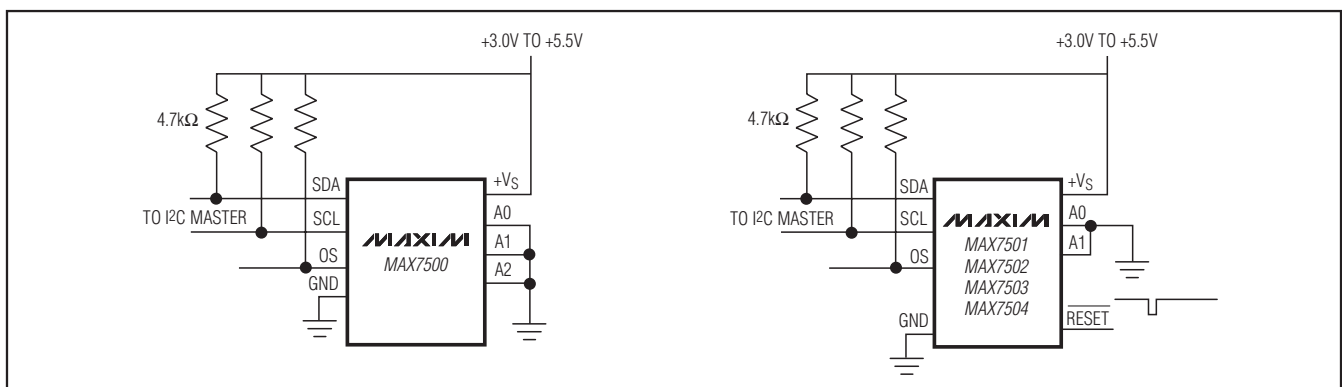 +3.0V TO +5.5V
4.7kΩ
SDA
+VS
TO I2C MASTER
SCL
MAXIM
MAX7500
A0
A1
OS
A2
GND
+3.0V TO +5.5V
4.7kΩ
SDA
+VS
TO I2C MASTER
SCL
MAXIM
MAX7501
MAX7502
MAX7503
MAX7504
A0
A1
OS
GND
RESET